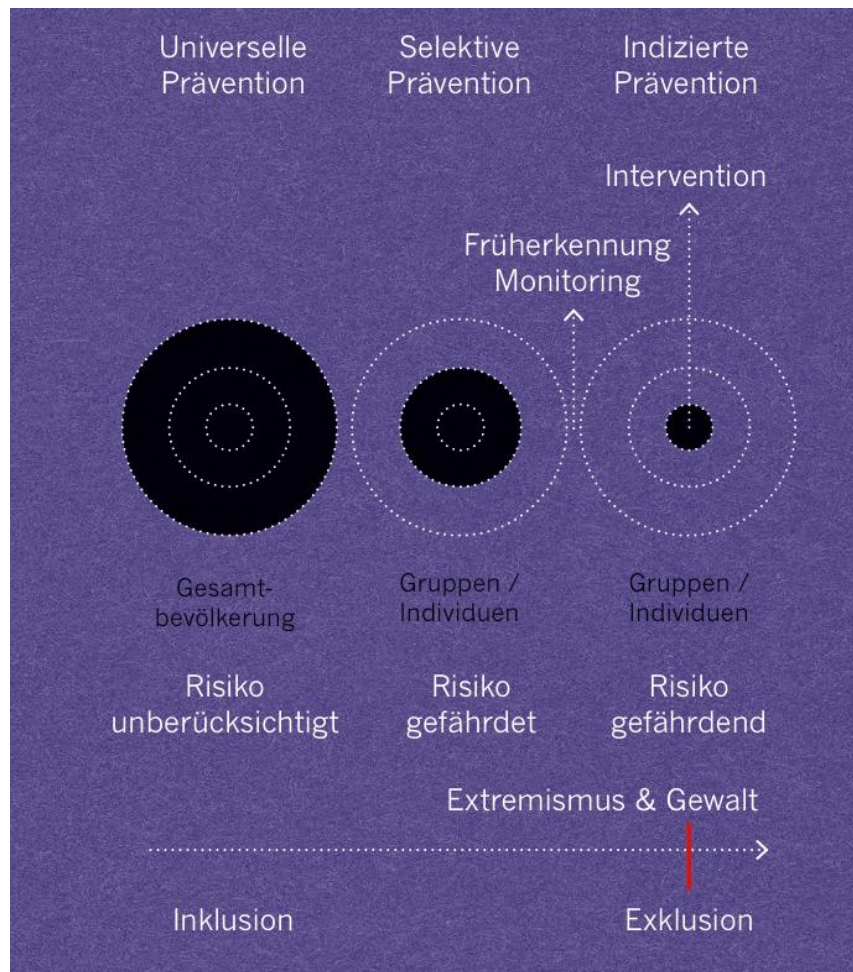 Universelle
Prävention
Selektive
Prävention
Indizierte
Prävention
Intervention
Früherkennung
Monitoring
Gesamt-
bevölkerung
Gruppen /
Individuen
Gruppen /
Individuen
Risiko
unberücksichtigt
Risiko
gefährdet
Risiko
gefährdend
Extremismus & Gewalt
Inklusion
Exklusion